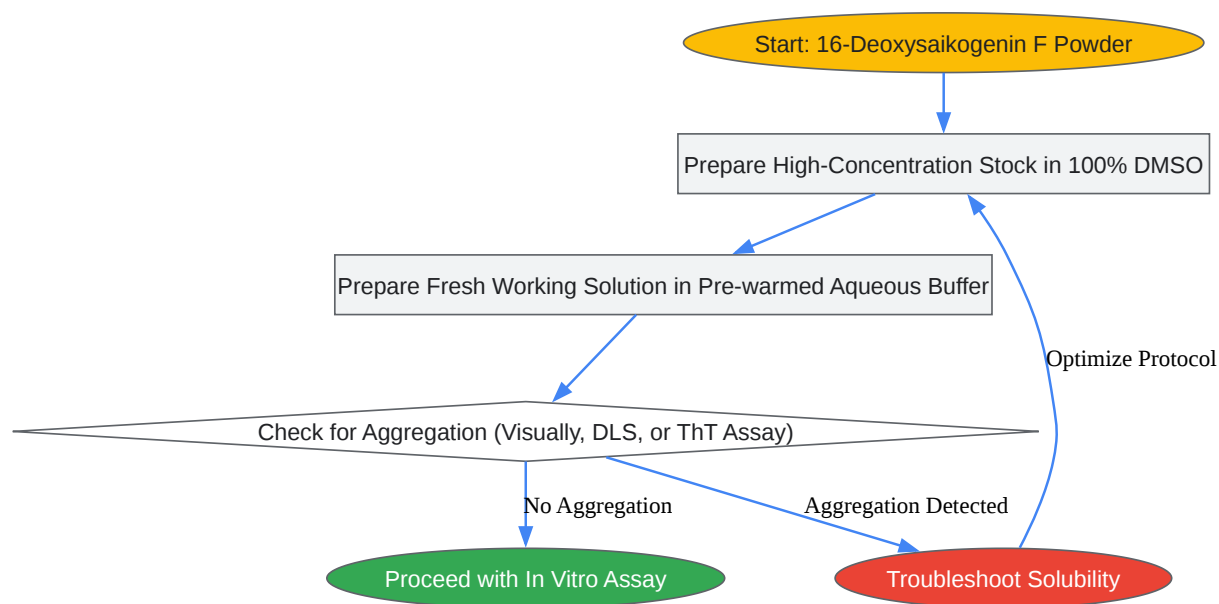 Start: 16-Deoxysaikogenin F Powder
Prepare High-Concentration Stock in 100% DMSO
Prepare Fresh Working Solution in Pre-warmed Aqueous Buffer
Optimize Protocol
Check for Aggregation (Visually, DLS, or ThT Assay)
No Aggregation
Aggregation Detected
Proceed with In Vitro Assay
Troubleshoot Solubility